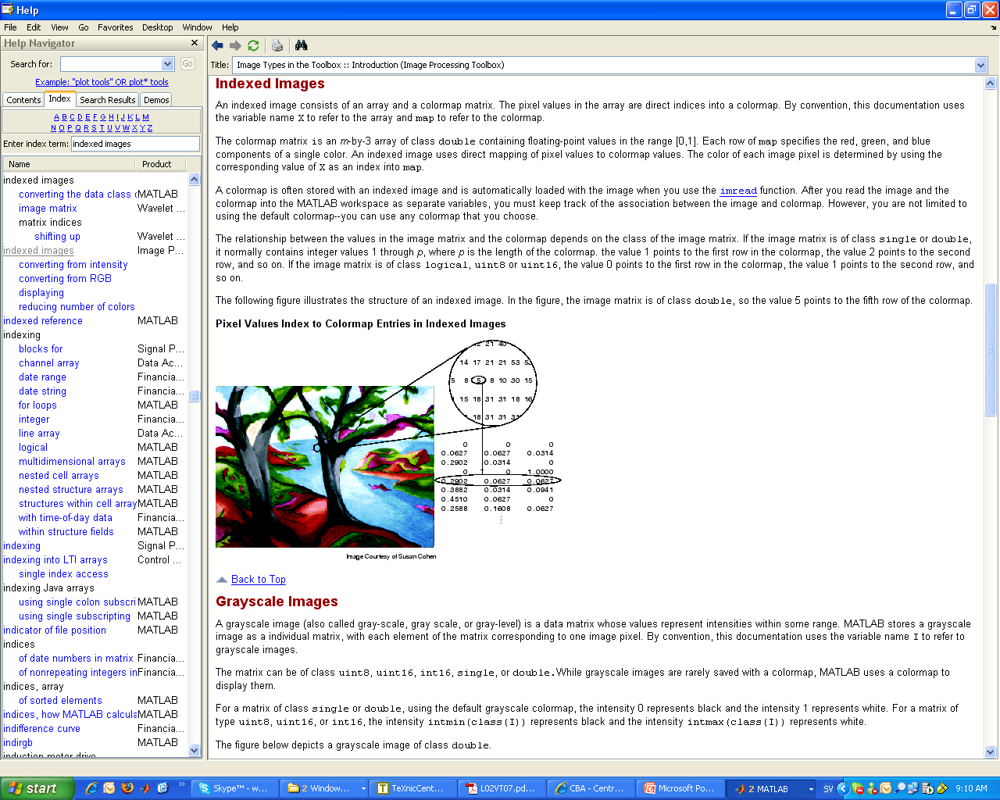 Help
File Edit View Go Favorites Desktop Window Help
Help Navigator
Search for: Go
Example: "plot tools" OR plot* tools
Contents Index Search Results Demos
A B C D E F G H I J K L M
N O P Q R S T U V W X Y Z
Enter index term: indexed images
Name Product
indexed images
converting the data class MATLAB
image matrix Wavelet ...
matrix indices
shifting up Wavelet ...
indexed images Image P...
converting from intensity
converting from RGB
displaying
reducing number of colors
indexed reference MATLAB
indexing
blocks for Signal P...
channel array Data Ac...
date range Financia...
date string Financia...
for loops MATLAB
integer Financia...
line array Data Ac...
logical MATLAB
multidimensional arrays MATLAB
nested cell arrays MATLAB
nested structure arrays MATLAB
structures within cell array MATLAB
with time-of-day data Financia...
within structure fields MATLAB
indexing Signal P...
indexing into LTI arrays Control ...
single index access
indexing Java arrays
using single colon subscri MATLAB
using single subscripting MATLAB
indicator of file position MATLAB
indices
of date numbers in matrix Financia...
of nonrepeating integers in Financia...
indices, array
of sorted elements MATLAB
indices, how MATLAB calcula MATLAB
indifference curve Financia...
indirgb MATLAB
induction motor drive
Title: Image Types in the Toolbox :: Introduction (Image Processing Toolbox)
Indexed Images
An indexed image consists of an array and a colormap matrix. The pixel values in the array are direct indices into a colormap. By convention, this documentation uses
the variable name X to refer to the array and map to refer to the colormap.
The colormap matrix is an m-by-3 array of class double containing floating-point values in the range [0,1]. Each row of map specifies the red, green, and blue
components of a single color. An indexed image uses direct mapping of pixel values to colormap values. The color of each image pixel is determined by using the
corresponding value of X as an index into map.
A colormap is often stored with an indexed image and is automatically loaded with the image when you use the imread function. After you read the image and the
colormap into the MATLAB workspace as separate variables, you must keep track of the association between the image and colormap. However, you are not limited to
using the default colormap--you can use any colormap that you choose.
The relationship between the values in the image matrix and the colormap depends on the class of the image matrix. If the image matrix is of class single or double,
it normally contains integer values 1 through p, where p is the length of the colormap. the value 1 points to the first row in the colormap, the value 2 points to the second
row, and so on. If the image matrix is of class logical, uint8 or uint16, the value 0 points to the first row in the colormap, the value 1 points to the second row, and
so on.
The following figure illustrates the structure of an indexed image. In the figure, the image matrix is of class double, so the value 5 points to the fifth row of the colormap.
Pixel Values Index to Colormap Entries in Indexed Images
21 40
14 17 21 21 53
5 8 5 8 10 30 15
15 18 31 31 18 16
18 31 31
0 0 0
0.0627 0.0627 0.0314
0.2902 0.0314 0
0 0 1.0000
0.2902 0.0627 0.0627
0.3882 0.0314 0.0941
0.4510 0.0627 0
0.2588 0.1608 0.0627
Image Courtesy of Susan Cohen
Back to Top
Grayscale Images
A grayscale image (also called gray-scale, gray scale, or gray-level) is a data matrix whose values represent intensities within some range. MATLAB stores a grayscale
image as a individual matrix, with each element of the matrix corresponding to one image pixel. By convention, this documentation uses the variable name I to refer to
grayscale images.
The matrix can be of class uint8, uint16, int16, single, or double.While grayscale images are rarely saved with a colormap, MATLAB uses a colormap to
display them.
For a matrix of class single or double, using the default grayscale colormap, the intensity 0 represents black and the intensity 1 represents white. For a matrix of
type uint8, uint16, or int16, the intensity intmin(class(I)) represents black and the intensity intmax(class(I)) represents white.
The figure below depicts a grayscale image of class double.
start Skype™ - w... 2 Window... TeXnicCent... L02VT07.pd... CBA - Centr... Microsoft Po... 2 MATLAB SV 9:10 AM